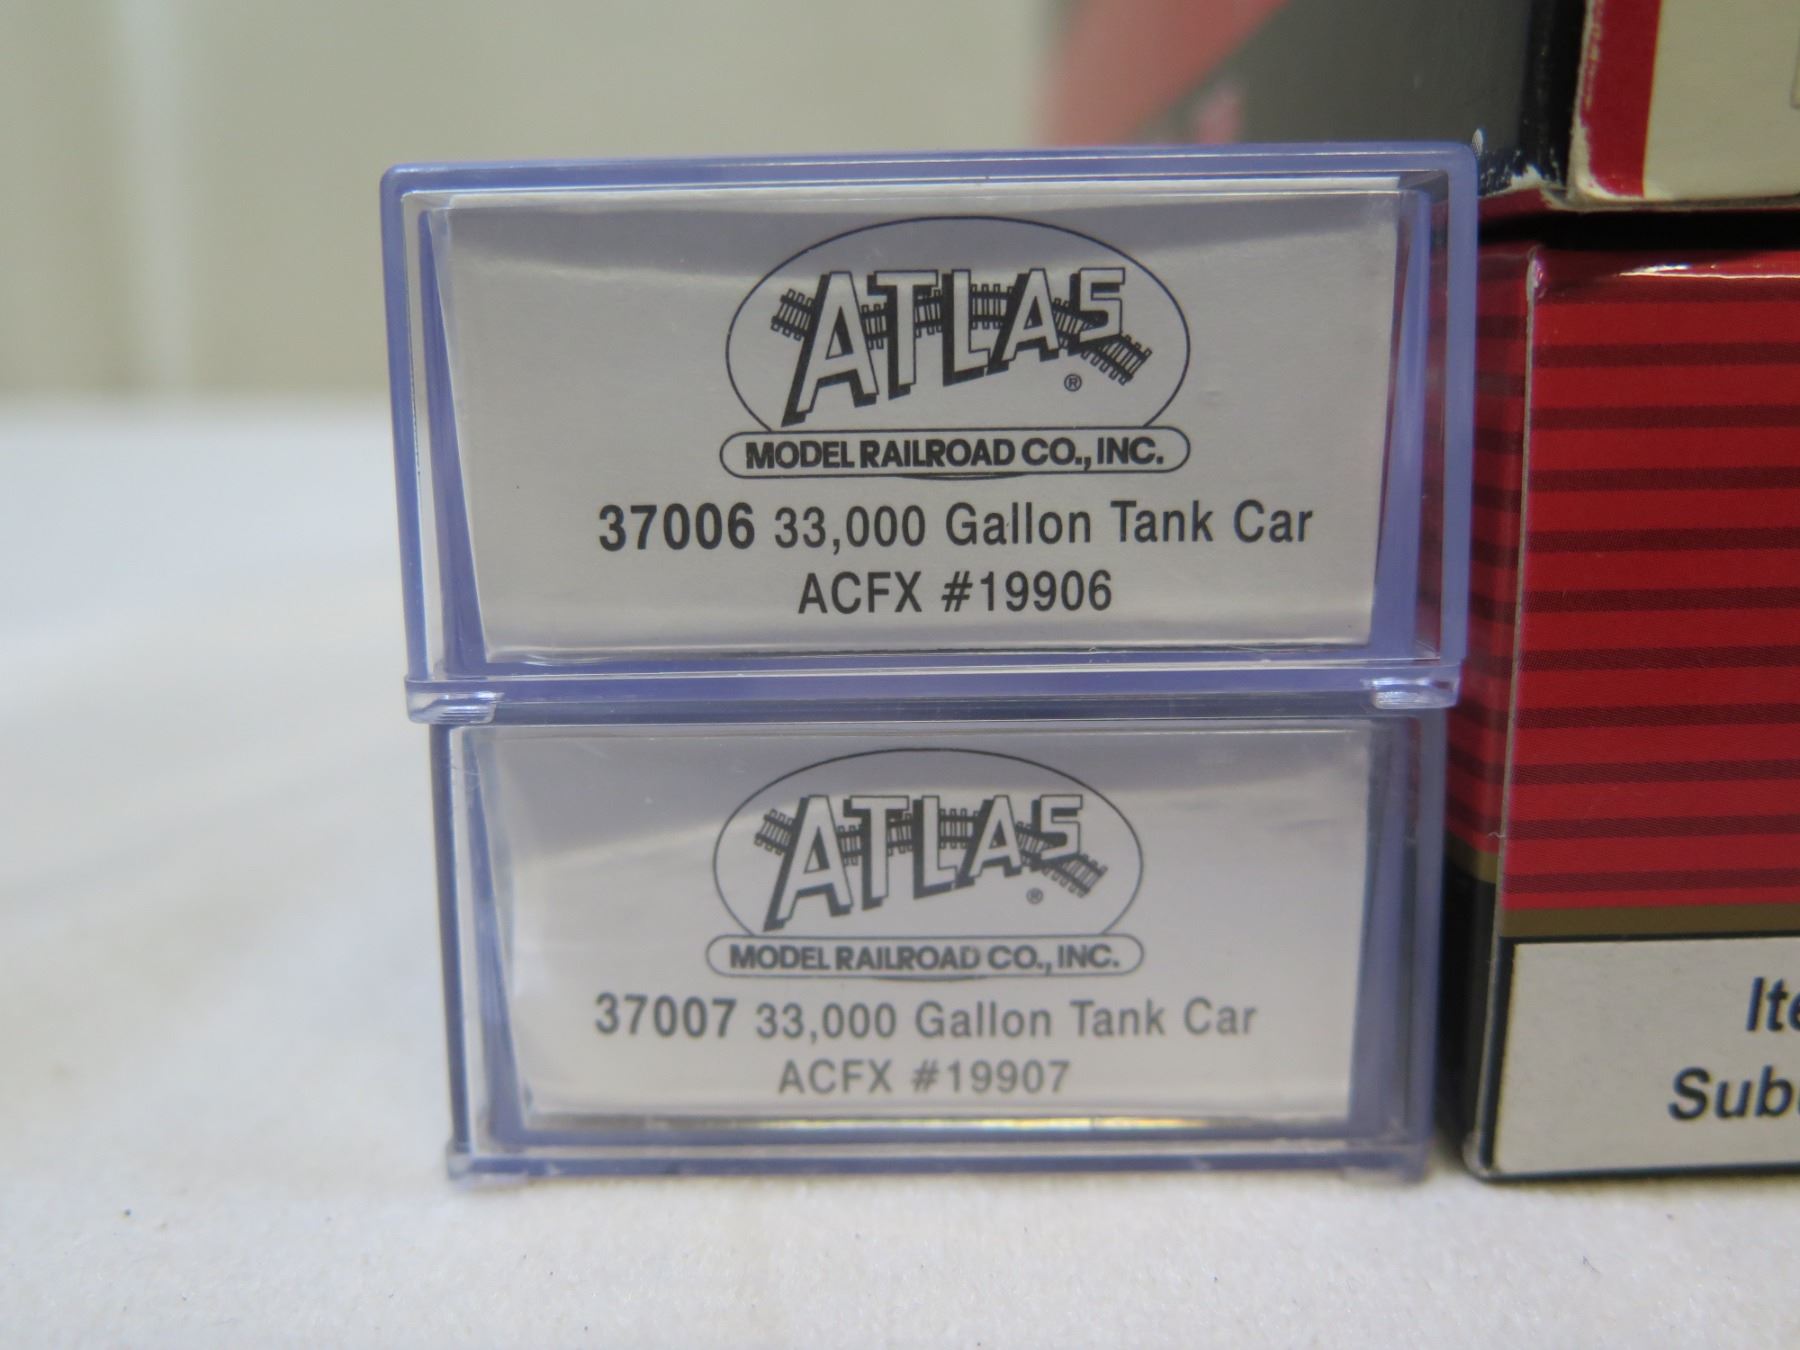 ATLAS
®
MODEL RAILROAD CO., INC.
37006 33,000 Gallon Tank Car
ACFX #19906
ATLAS
®
MODEL RAILROAD CO., INC.
37007 33,000 Gallon Tank Car
ACFX #19907